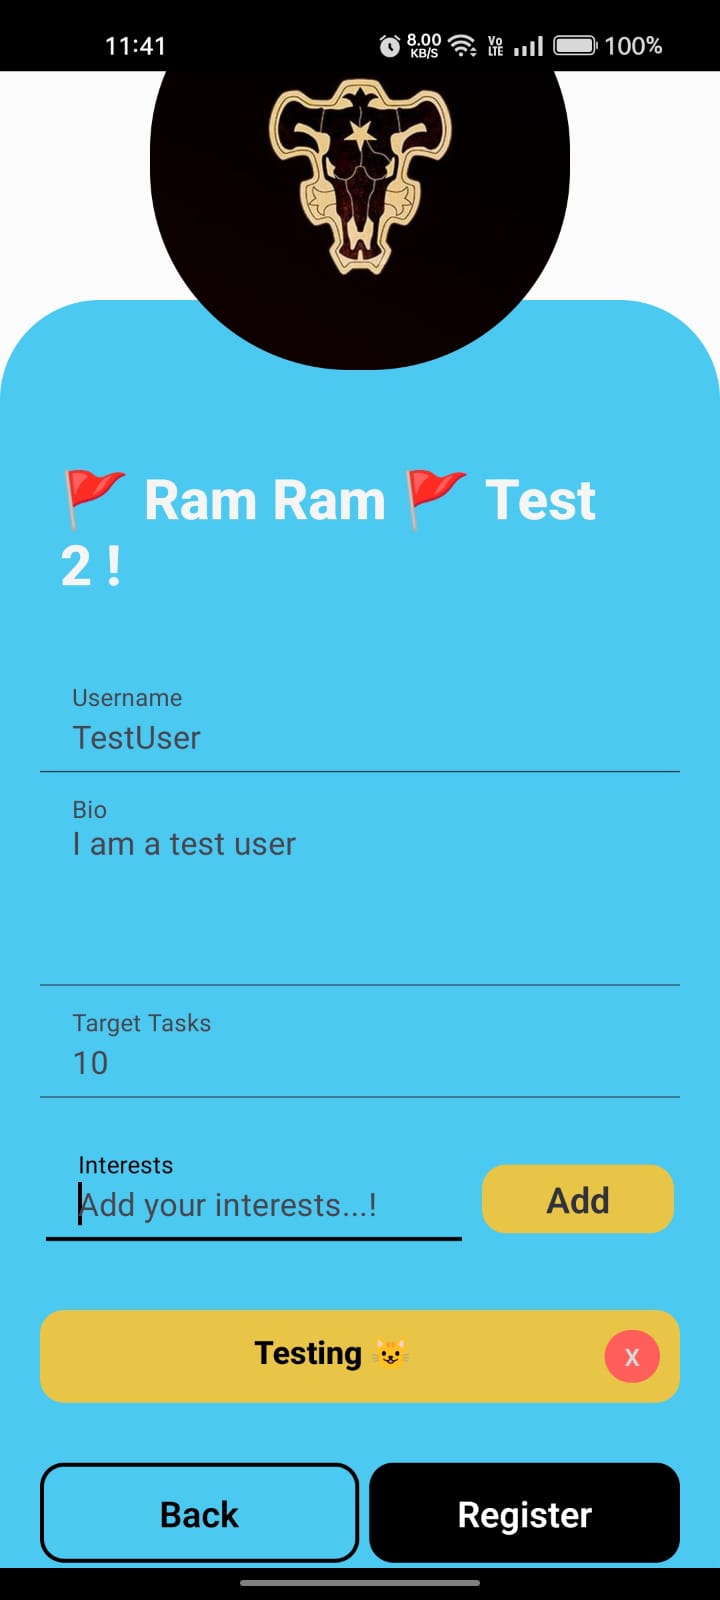 11:41 8.00 KB/S Vo LTE 100%
🚩 Ram Ram 🚩 Test
2 !
Username
TestUser
Bio
I am a test user
Target Tasks
10
Interests
Add your interests...!
Add
Testing 😺
X
Back
Register